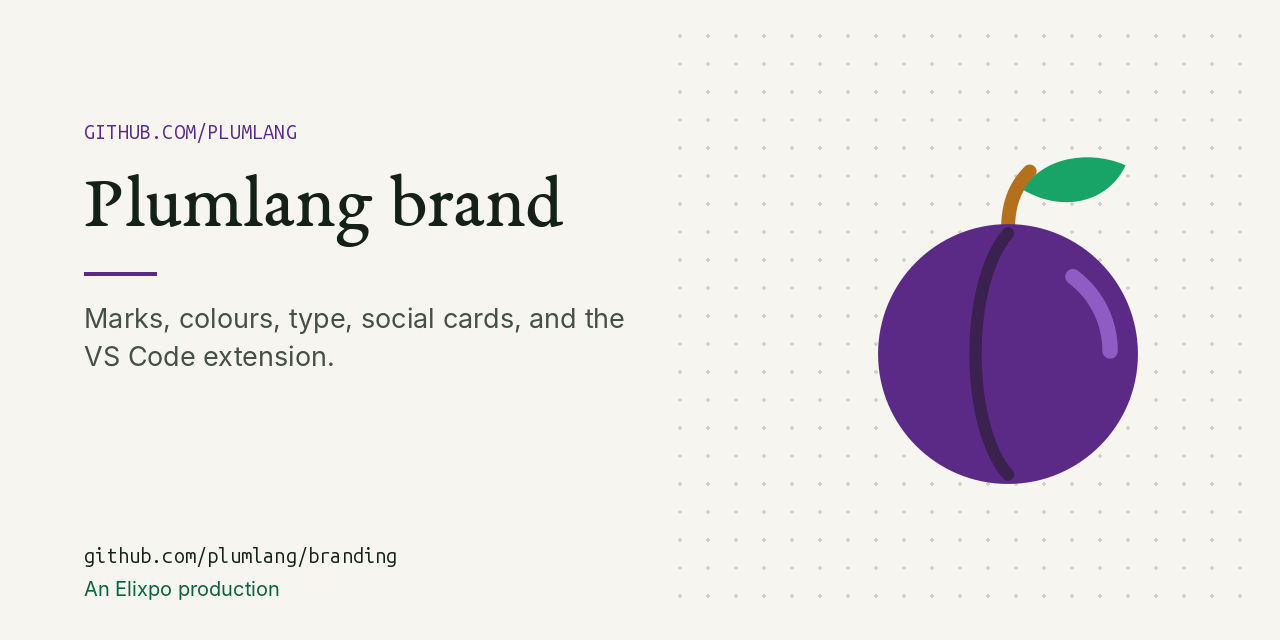 GITHUB.COM/PLUMLANG
Plumlang brand
Marks, colours, type, social cards, and the
VS Code extension.
github.com/plumlang/branding
An Elixpo production